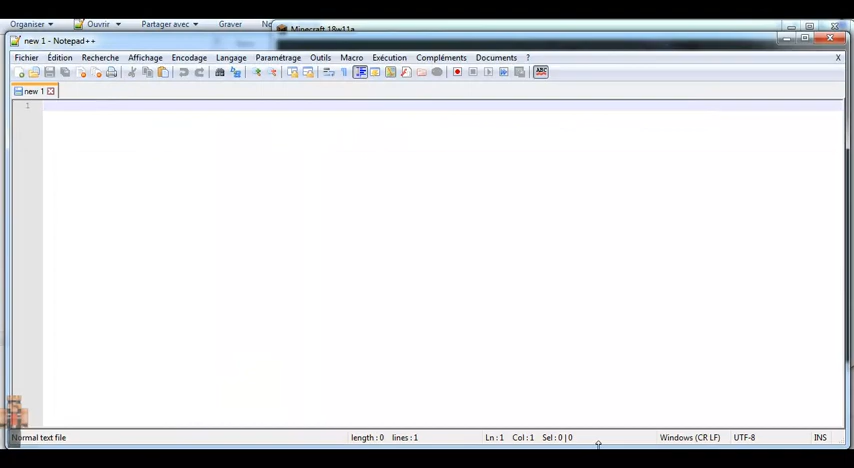 Organiser Ouvrir Partager avec Graver
Minecraft 18w11a
new 1 - Notepad++
Fichier Édition Recherche Affichage Encodage Langage Paramétrage Outils Macro Exécution Compléments Documents ? X
ABC
new 1
1
Normal text file length : 0 lines : 1 Ln : 1 Col : 1 Sel : 0 | 0 Windows (CR LF) UTF-8 INS